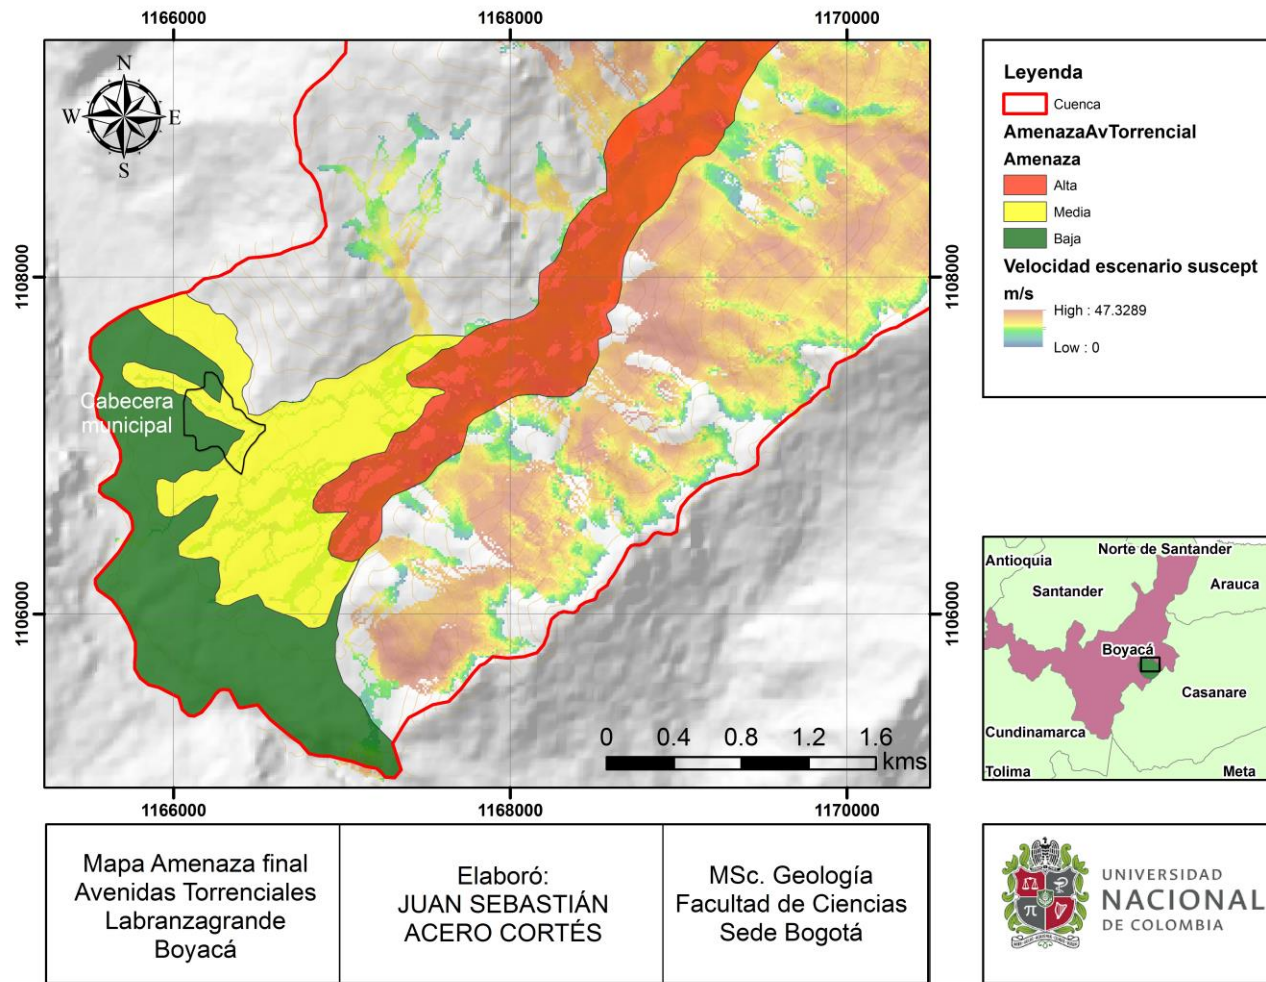 1166000
1168000
1170000
N
W
E
S
1108000
1108000
1106000
1106000
Cabecera
municipal
0
0.4
0.8
1.2
1.6
kms
1166000
1168000
1170000
Leyenda
Cuenca
AmenazaAvTorrencial
Amenaza
Alta
Media
Baja
Velocidad escenario suscept
m/s
High : 47.3289
Low : 0
Norte de Santander
Antioquia
Santander
Arauca
Boyacá
Casanare
Cundinamarca
Tolima
Meta
Mapa Amenaza final
Avenidas Torrenciales
Labranzagrande
Boyacá
Elaboró:
JUAN SEBASTIÁN
ACERO CORTÉS
MSc. Geología
Facultad de Ciencias
Sede Bogotá
UNIVERSIDAD
NACIONAL
DE COLOMBIA